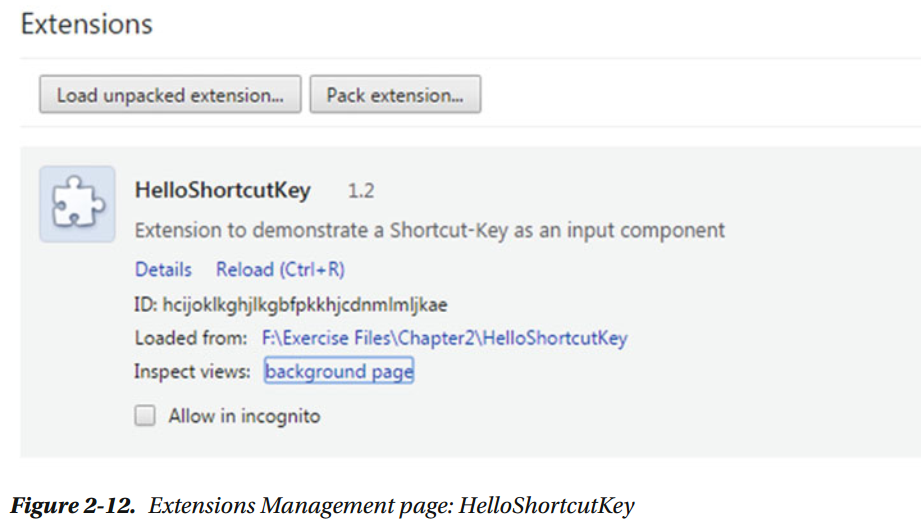 Extensions
Load unpacked extension... Pack extension...
HelloShortcutKey 1.2
Extension to demonstrate a Shortcut-Key as an input component
Details Reload (Ctrl+R)
ID: hcijoklkghjlkgbfpkkhjcdnmlmljkae
Loaded from: F:\Exercise Files\Chapter2\HelloShortcutKey
Inspect views: background page
Allow in incognito
Figure 2-12. Extensions Management page: HelloShortcutKey